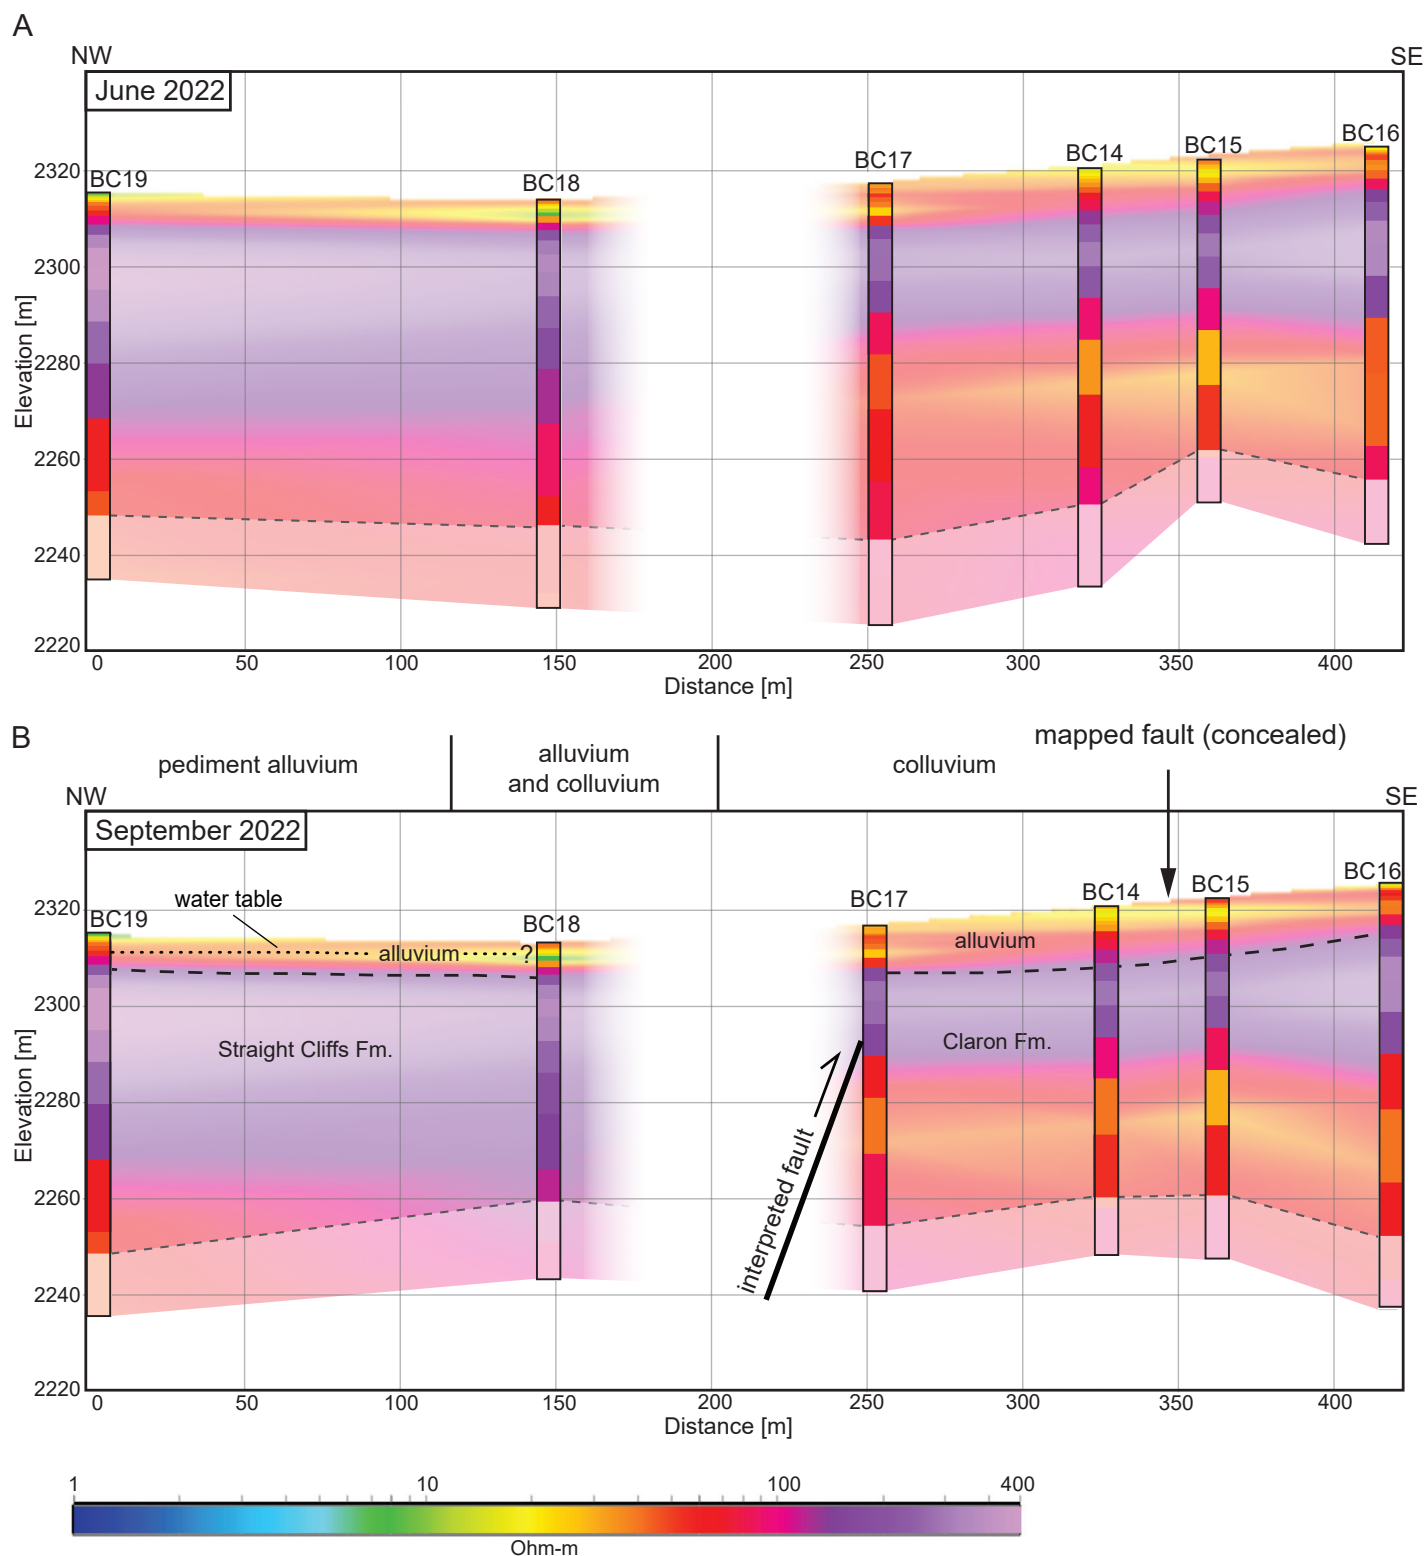 A
NW
SE
June 2022
BC19
BC18
BC17
BC14
BC15
BC16
2320
2300
2280
2260
2240
2220
Elevation [m]
0
50
100
150
200
250
300
350
400
Distance [m]
B
pediment alluvium
alluvium
and colluvium
colluvium
mapped fault (concealed)
NW
SE
September 2022
water table
BC19
BC18
BC17
BC14
BC15
BC16
alluvium
?
alluvium
Straight Cliffs Fm.
Claron Fm.
interpreted fault
2320
2300
2280
2260
2240
2220
Elevation [m]
0
50
100
150
200
250
300
350
400
Distance [m]
1
10
100
400
Ohm-m